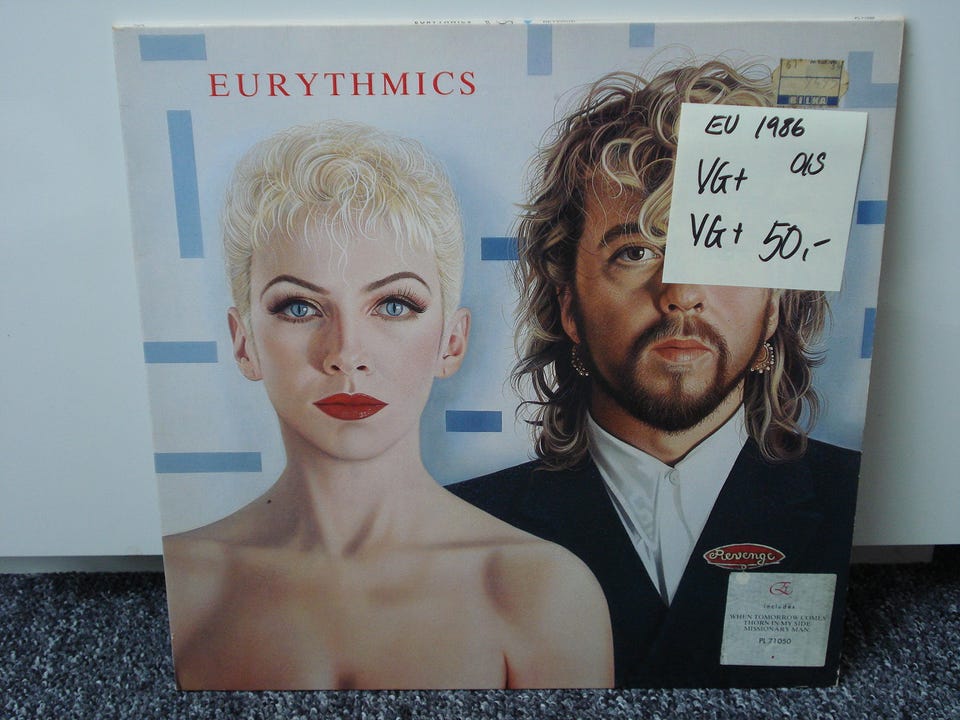 EURYTHMICS
BILKA
EU 1986
VG+ OIS
VG+ 50,-
Revenge
includes
WHEN TOMORROW COMES
THORN IN MY SIDE
MISSIONARY MAN
PL 71050